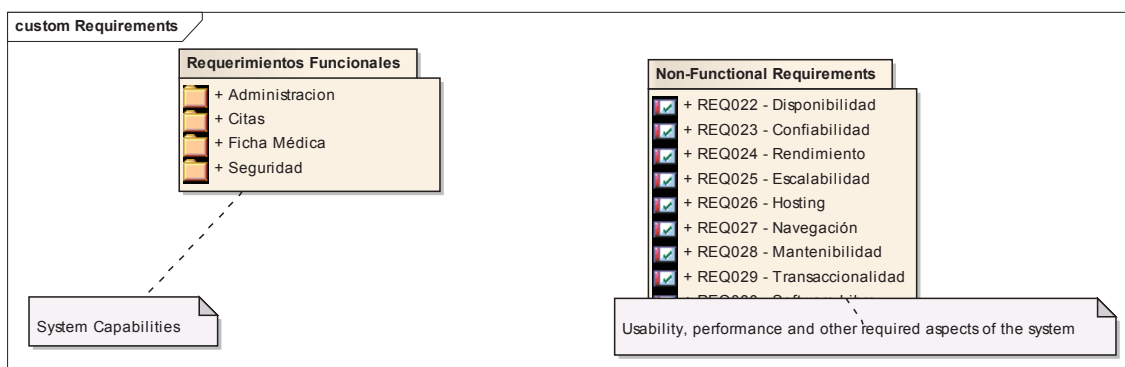 custom Requirements
Requerimientos Funcionales
+ Administracion
+ Citas
+ Ficha Médica
+ Seguridad
System Capabilities
Non-Functional Requirements
+ REQ022 - Disponibilidad
+ REQ023 - Confiabilidad
+ REQ024 - Rendimiento
+ REQ025 - Escalabilidad
+ REQ026 - Hosting
+ REQ027 - Navegación
+ REQ028 - Mantenibilidad
+ REQ029 - Transaccionalidad
Usability, performance and other required aspects of the system